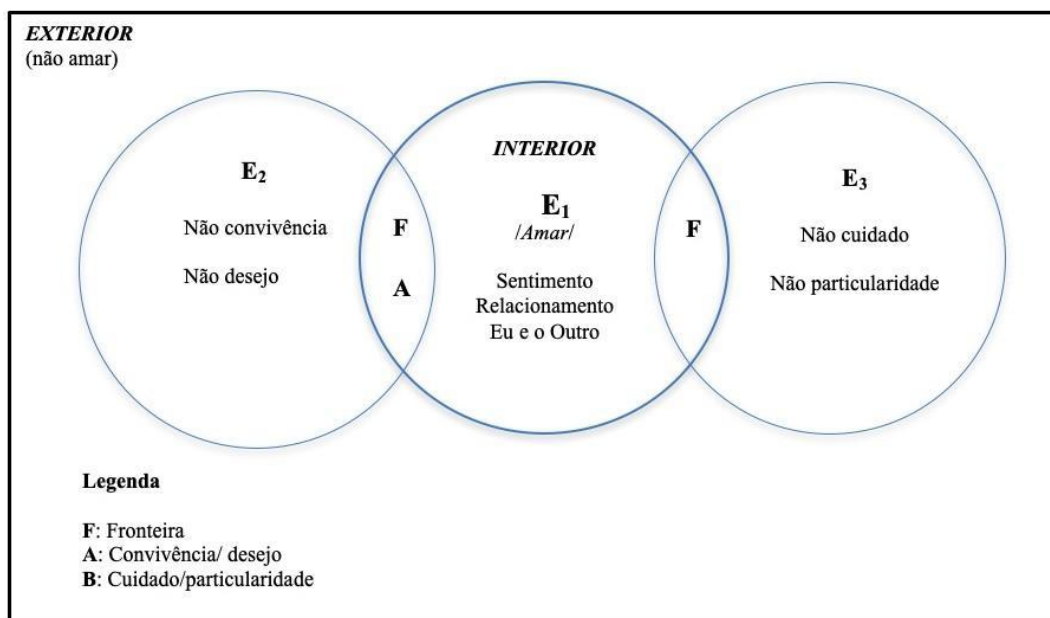 EXTERIOR
(não amar)
E₂
Não convivência
Não desejo
F
A
INTERIOR
E₁
/Amar/
Sentimento
Relacionamento
Eu e o Outro
F
E₃
Não cuidado
Não particularidade
Legenda
F: Fronteira
A: Convivência/ desejo
B: Cuidado/particularidade